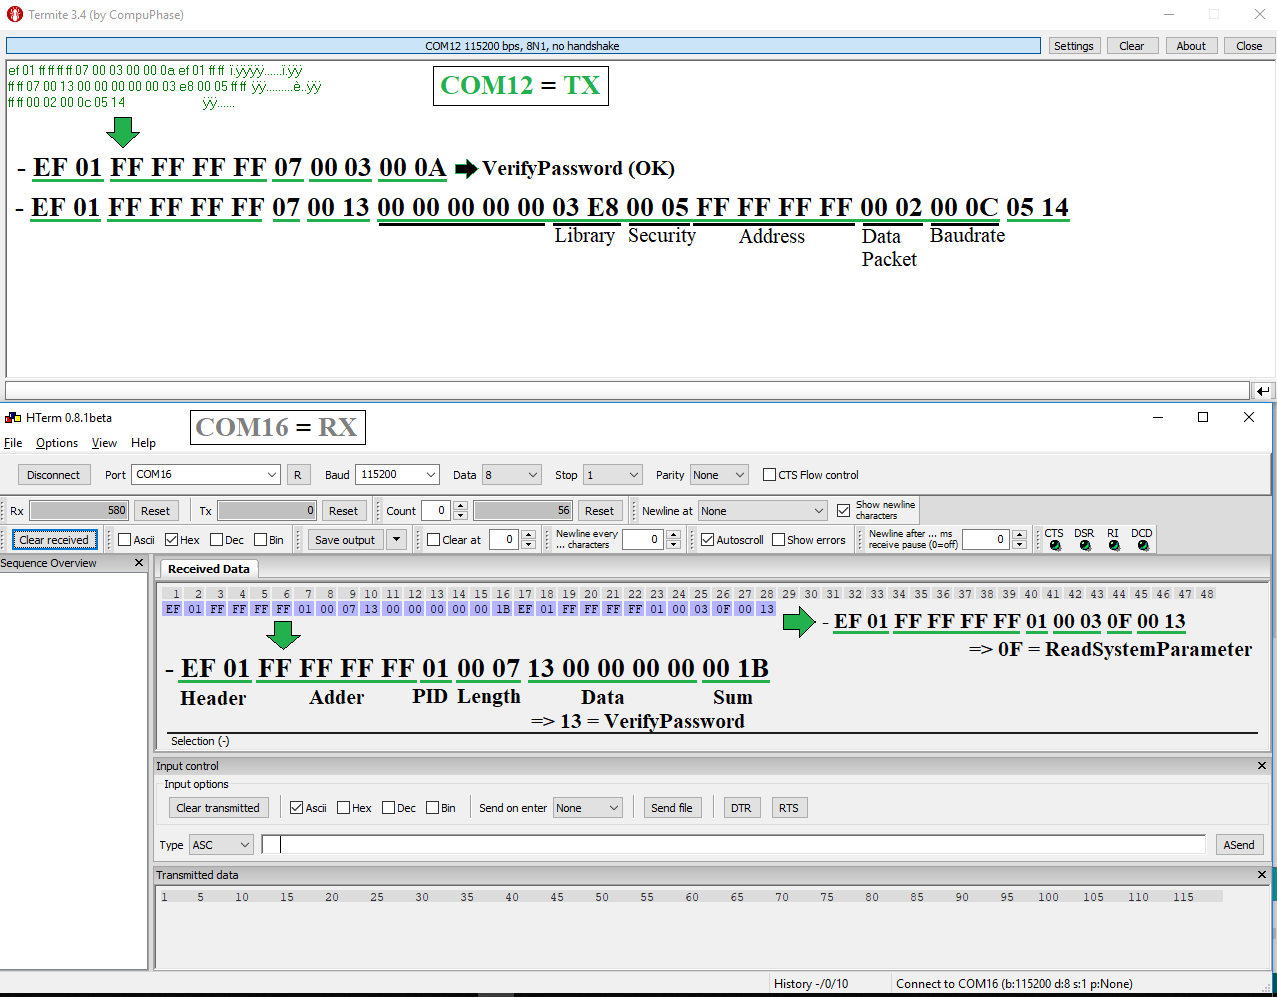 Termite 3.4 (by CompuPhase)
COM12 115200 bps, 8N1, no handshake
Settings
Clear
About
Close
ef 01 ff ff ff ff 07 00 03 00 00 0a ef 01 ff ff ï.ÿÿÿÿ......ï.ÿÿ
ff ff 07 00 13 00 00 00 00 00 03 e8 00 05 ff ff ÿÿ.........è..ÿÿ
ff ff 00 02 00 0c 05 14 ÿÿ......
COM12 = TX
- EF 01 FF FF FF FF 07 00 03 00 0A VerifyPassword (OK)
- EF 01 FF FF FF FF 07 00 13 00 00 00 00 00 03 E8 00 05 FF FF FF FF 00 02 00 0C 05 14
Library Security Address Data Packet Baudrate
HTerm 0.8.1beta
COM16 = RX
File Options View Help
Disconnect Port COM16 R Baud 115200 Data 8 Stop 1 Parity None CTS Flow control
Rx 580 Reset Tx 0 Reset Count 0 56 Reset Newline at None Show newline characters
Clear received Ascii Hex Dec Bin Save output Clear at 0 Newline every ... characters 0 Autoscroll Show errors Newline after ... ms receive pause (0=off) 0 CTS DSR RI DCD
Sequence Overview
Received Data
1 2 3 4 5 6 7 8 9 10 11 12 13 14 15 16 17 18 19 20 21 22 23 24 25 26 27 28 29 30 31 32 33 34 35 36 37 38 39 40 41 42 43 44 45 46 47 48
EF 01 FF FF FF FF 01 00 07 13 00 00 00 00 00 1B EF 01 FF FF FF FF 01 00 03 0F 00 13
- EF 01 FF FF FF FF 01 00 03 0F 00 13
=> 0F = ReadSystemParameter
- EF 01 FF FF FF FF 01 00 07 13 00 00 00 00 00 1B
Header Adder PID Length Data Sum
=> 13 = VerifyPassword
Selection (-)
Input control
Input options
Clear transmitted Ascii Hex Dec Bin Send on enter None Send file DTR RTS
Type ASC ASend
Transmitted data
1 5 10 15 20 25 30 35 40 45 50 55 60 65 70 75 80 85 90 95 100 105 110 115
History -/0/10 Connect to COM16 (b:115200 d:8 s:1 p:None)